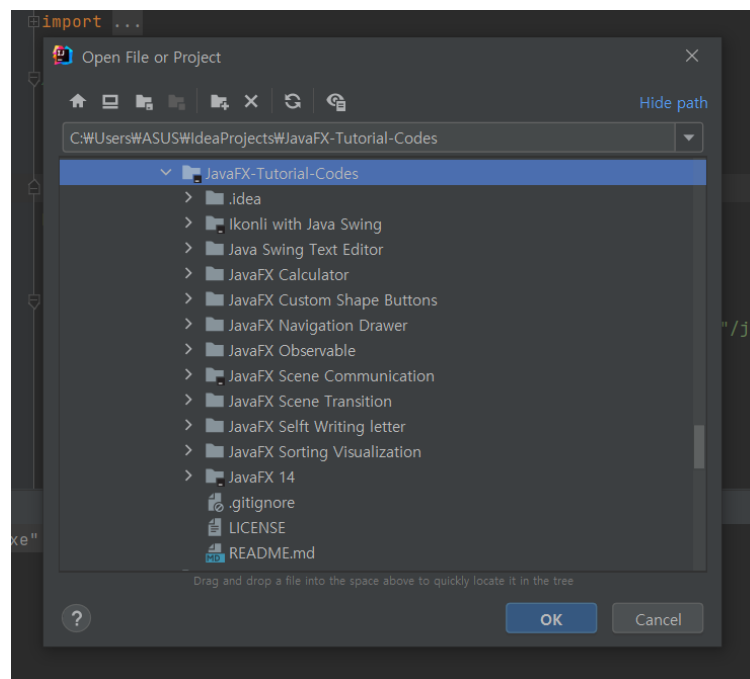 import ...
Open File or Project
Hide path
C:₩Users₩ASUS₩IdeaProjects₩JavaFX-Tutorial-Codes
JavaFX-Tutorial-Codes
.idea
Ikonli with Java Swing
Java Swing Text Editor
JavaFX Calculator
JavaFX Custom Shape Buttons
JavaFX Navigation Drawer
"/j
JavaFX Observable
JavaFX Scene Communication
JavaFX Scene Transition
JavaFX Selft Writing letter
JavaFX Sorting Visualization
JavaFX 14
.gitignore
LICENSE
xe"
MD README.md
Drag and drop a file into the space above to quickly locate it in the tree
? OK Cancel